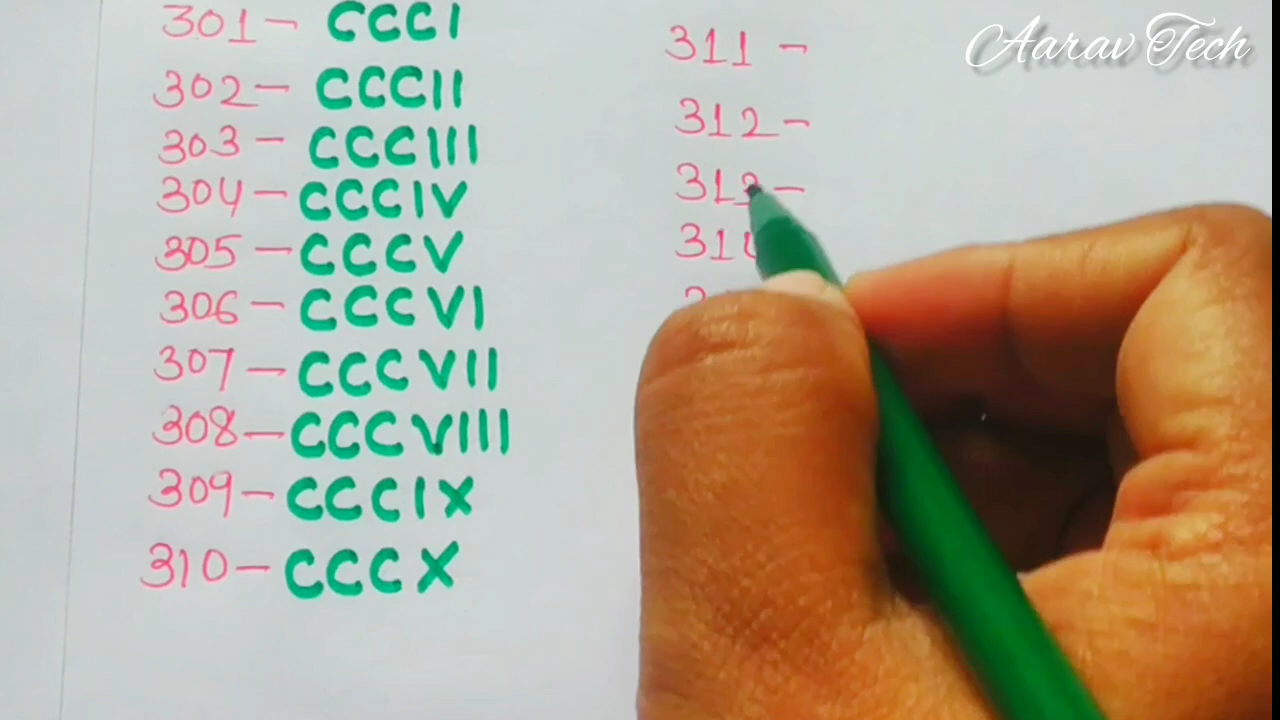 Aarav Tech
301- CCCI
302- CCCII
303- CCCIII
304- CCCIV
305- CCCV
306- CCCVI
307- CCCVII
308- CCCVIII
309- CCCIX
310- CCCX
311 -
312 -